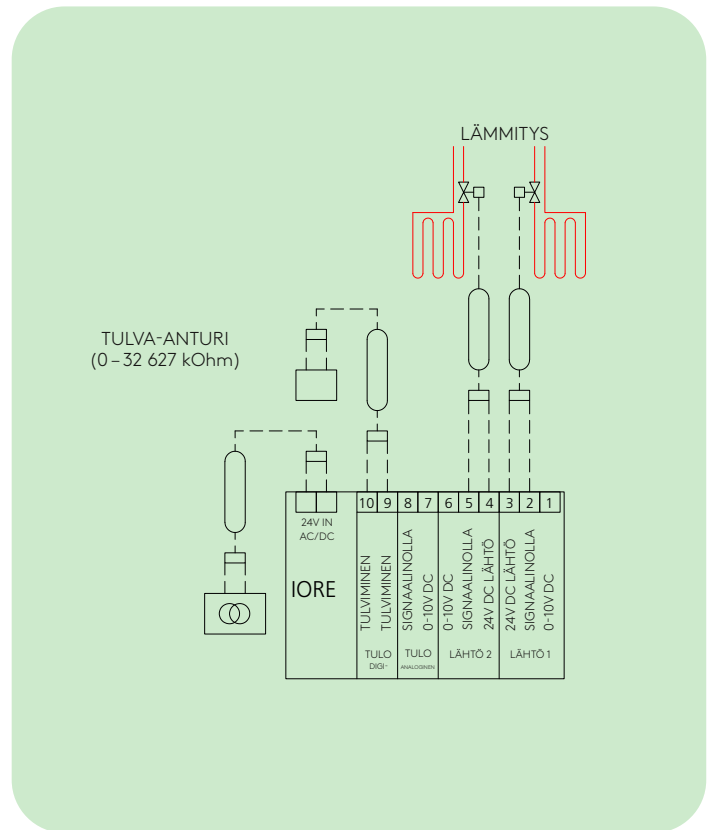 LÄMMITYS
TULVA-ANTURI
(0 – 32 627 kOhm)
10 9 8 7 6 5 4 3 2 1
24V IN
AC/DC
IORE
TULVIMINEN
TULVIMINEN
SIGNAALINOLLA
0-10V DC
0-10V DC
SIGNAALINOLLA
24V DC LÄHTÖ
24V DC LÄHTÖ
SIGNAALINOLLA
0-10V DC
TULO
DIGI-
TULO
ANALOGINEN
LÄHTÖ 2
LÄHTÖ 1